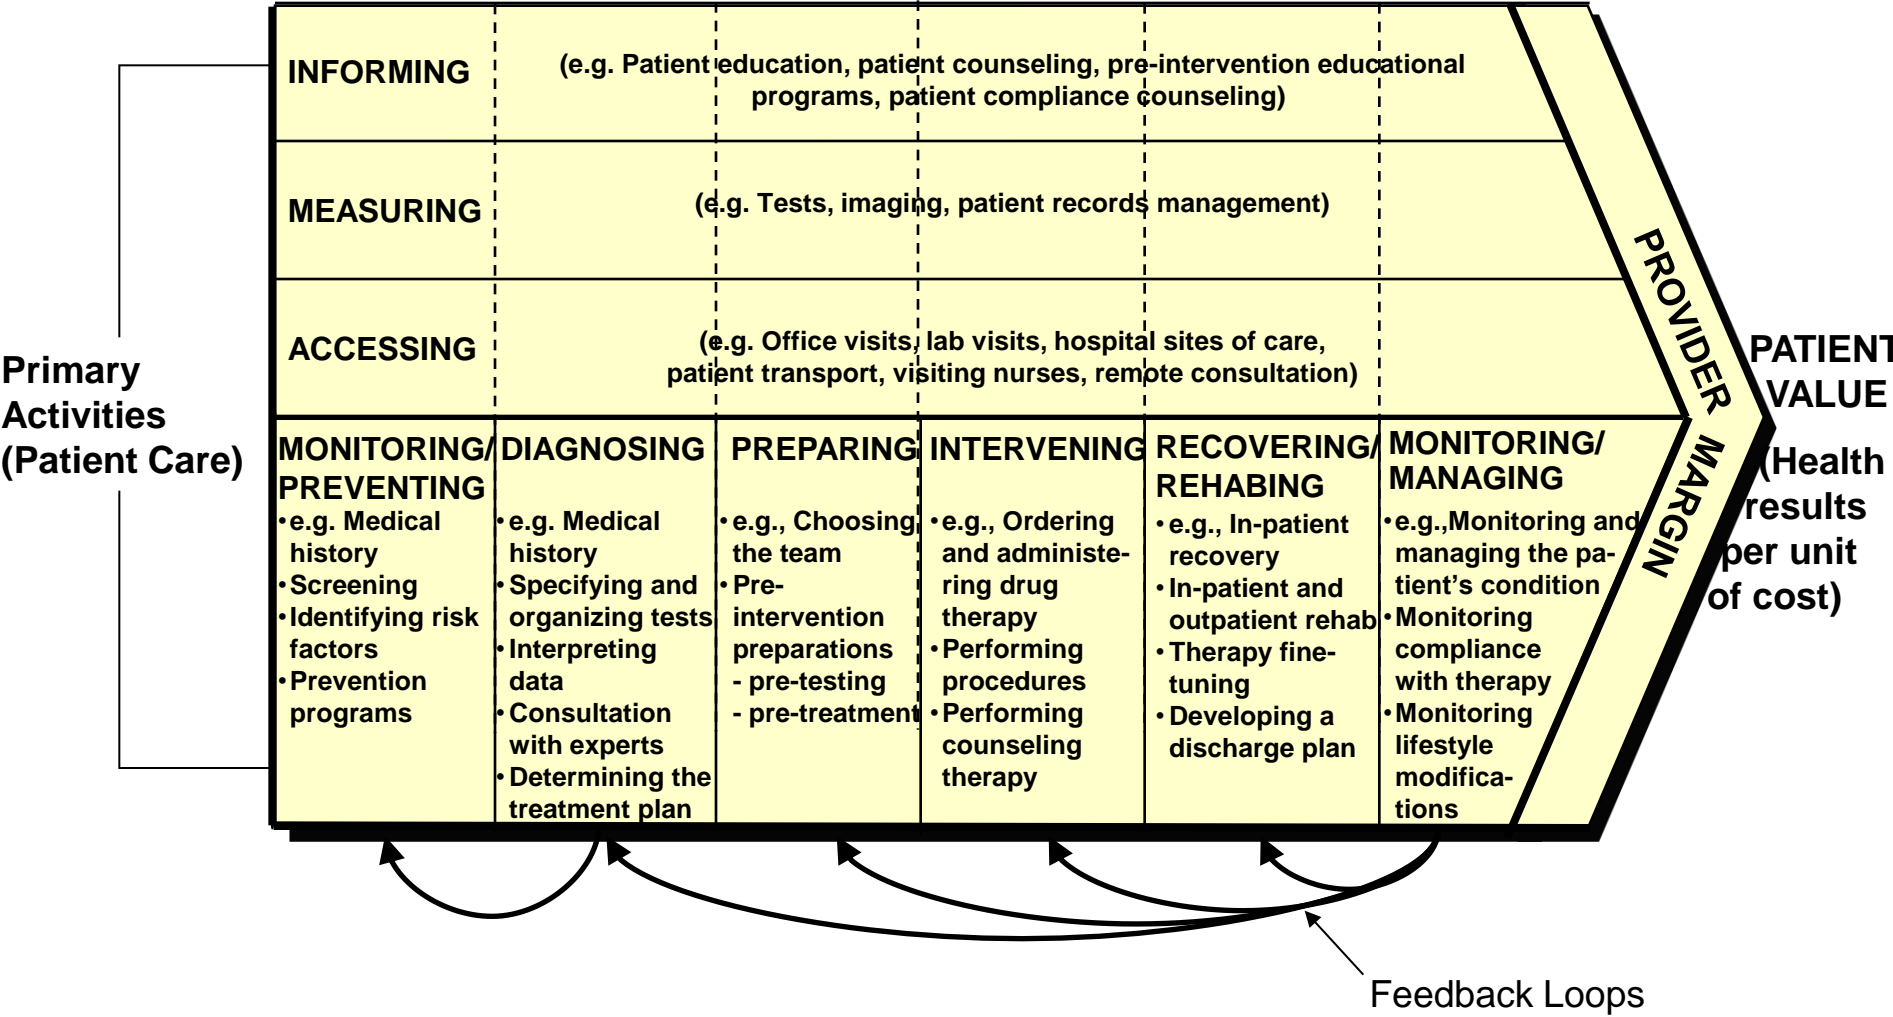 INFORMING
(e.g. Patient education, patient counseling, pre-intervention educational
programs, patient compliance counseling)
MEASURING
(e.g. Tests, imaging, patient records management)
ACCESSING
(e.g. Office visits, lab visits, hospital sites of care,
patient transport, visiting nurses, remote consultation)
Primary
Activities
(Patient Care)
MONITORING/
PREVENTING
•e.g. Medical
history
•Screening
•Identifying risk
factors
•Prevention
programs
DIAGNOSING
•e.g. Medical
history
•Specifying and
organizing tests
•Interpreting
data
•Consultation
with experts
•Determining the
treatment plan
PREPARING
•e.g., Choosing
the team
•Pre-
intervention
preparations
- pre-testing
- pre-treatment
INTERVENING
•e.g., Ordering
and administe-
ring drug
therapy
•Performing
procedures
•Performing
counseling
therapy
RECOVERING/
REHABING
•e.g., In-patient
recovery
•In-patient and
outpatient rehab
•Therapy fine-
tuning
•Developing a
discharge plan
MONITORING/
MANAGING
•e.g.,Monitoring and
managing the pa-
tient's condition
•Monitoring
compliance
with therapy
•Monitoring
lifestyle
modifica-
tions
PROVIDER
MARGIN
PATIENT
VALUE
(Health
results
per unit
of cost)
Feedback Loops